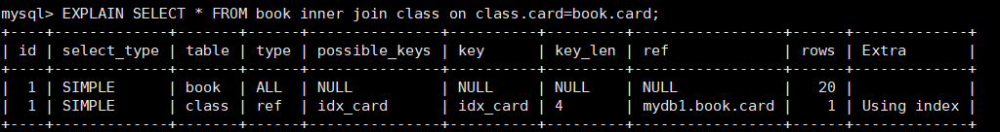 mysql> EXPLAIN SELECT * FROM book inner join class on class.card=book.card;
+----+-------------+-------+------+---------------+----------+---------+-----------------+------+-------------+
| id | select_type | table | type | possible_keys | key      | key_len | ref             | rows | Extra       |
+----+-------------+-------+------+---------------+----------+---------+-----------------+------+-------------+
|  1 | SIMPLE      | book  | ALL  | NULL          | NULL     | NULL    | NULL            |   20 |             |
|  1 | SIMPLE      | class | ref  | idx_card      | idx_card | 4       | mydb1.book.card |    1 | Using index |
+----+-------------+-------+------+---------------+----------+---------+-----------------+------+-------------+